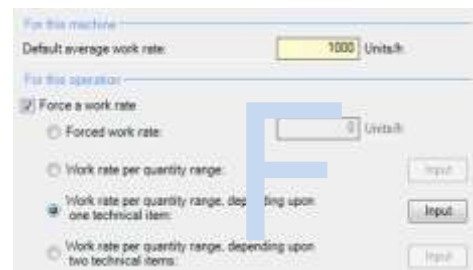 For this machine
Default average work rate: 1000 Units/h
For this operation
Force a work rate
Forced work rate: 0 Units/h
Work rate per quantity range: Input
Work rate per quantity range, depending upon
one technical item: Input
Work rate per quantity range, depending upon
two technical items: Input
F